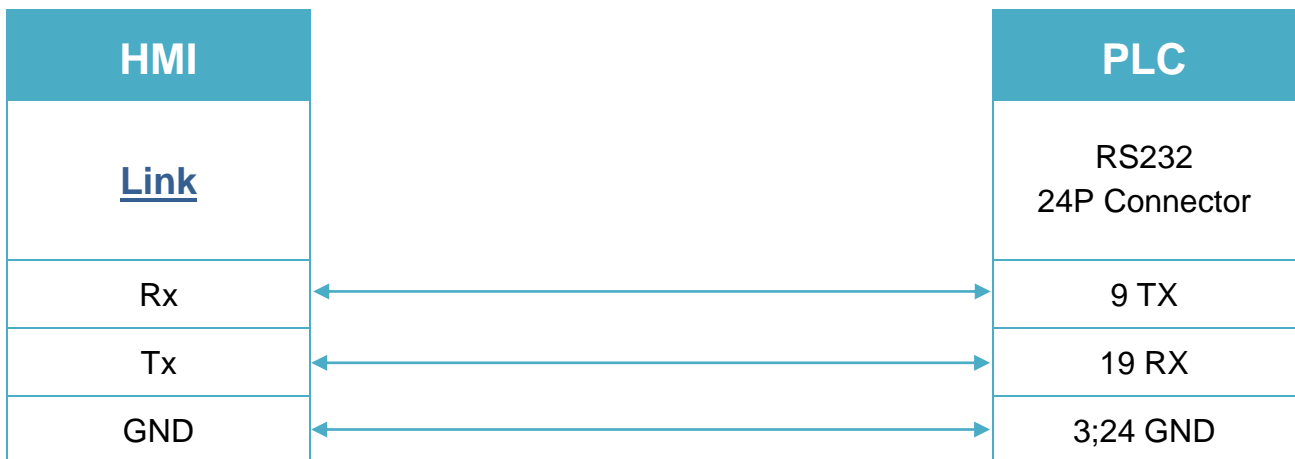 HMI
PLC
Link
RS232
24P Connector
Rx
9 TX
Tx
19 RX
GND
3;24 GND